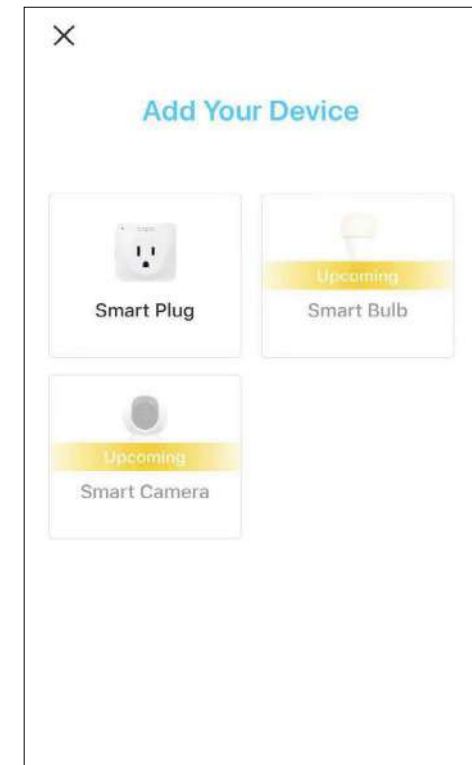 Add Your Device
Upcoming
Smart Plug
Smart Bulb
Upcoming
Smart Camera